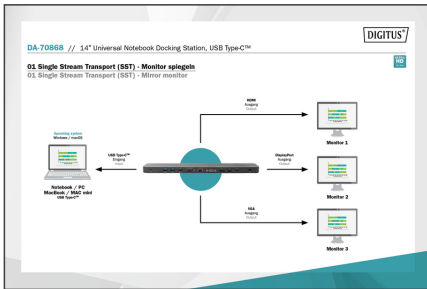 DIGITUS®
DA-70868 // 14" Universal Notebook Docking Station, USB Type-C™
01 Single Stream Transport (SST) - Monitor spiegeln
01 Single Stream Transport (SST) - Mirror monitor
HD
HDMI
Ausgang
Output
Monitor 1
Operating system
Windows / macOS
USB Type-C™
Eingang
Input
DisplayPort
Ausgang
Output
Notebook / PC
MacBook / MAC mini
USB Type-C™
Monitor 2
VGA
Ausgang
Output
Monitor 3